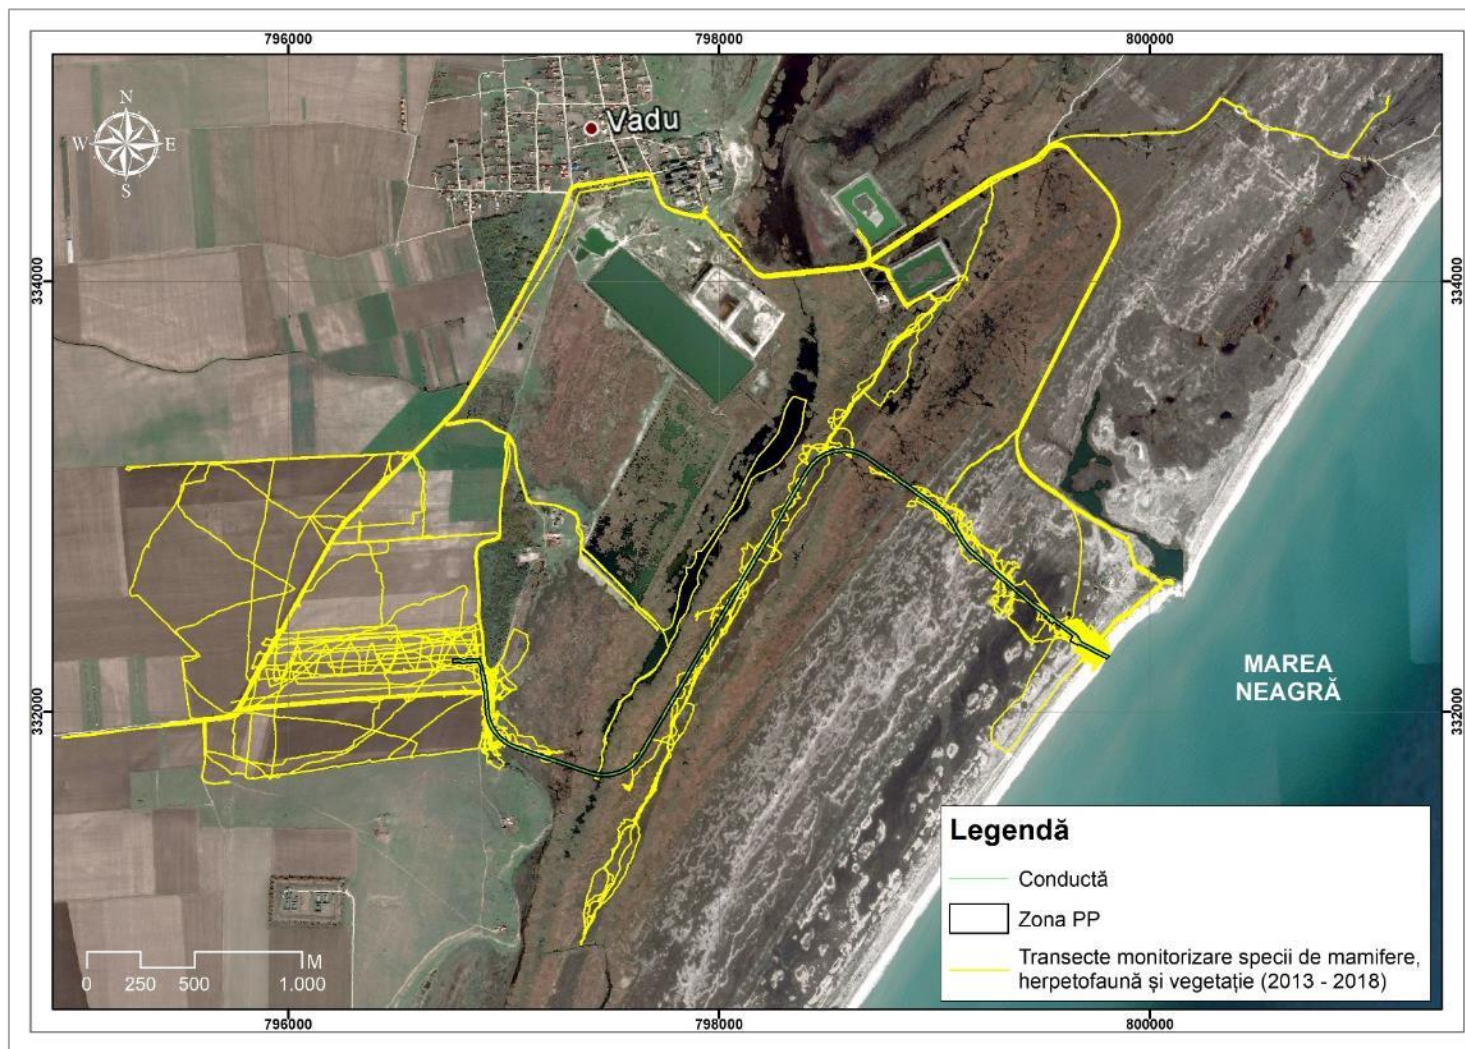 796000 798000 800000
N
W E
S
Vadu
334000 334000
332000 332000
MAREA
NEAGRĂ
Legendă
Conductă
Zona PP
Transecte monitorizare specii de mamifere,
herpetofaună și vegetație (2013 - 2018)
M
0 250 500 1.000
796000 798000 800000